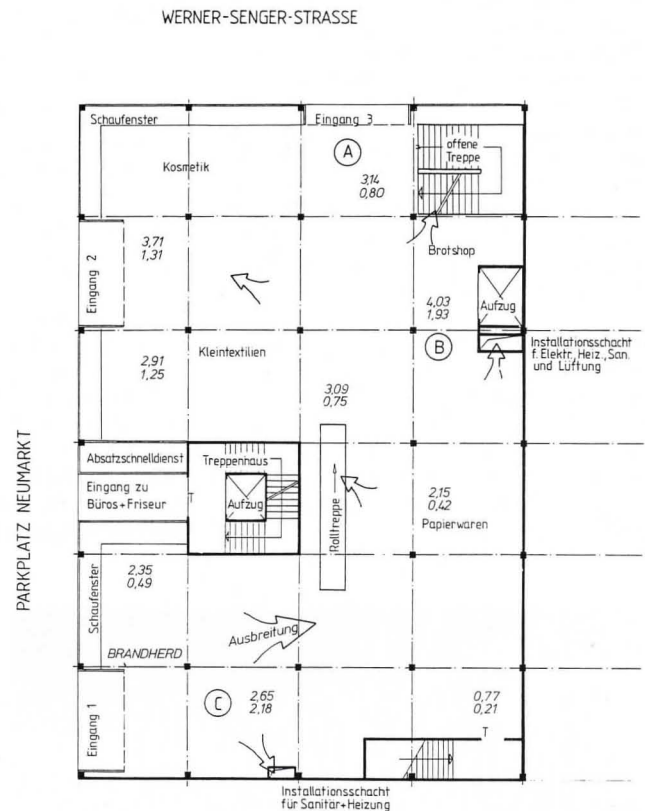 WERNER-SENGER-STRASSE
Schaufenster
Eingang 3
A
offene
Treppe
Kosmetik
3,14
0,80
3,71
1,31
Brotshop
Eingang 2
4,03
1,93
Aufzug
B
Installationsschacht
f. Elektr., Heiz., San.
und Lüftung
2,91
1,25
Kleintextilien
3,09
0,75
PARKPLATZ NEUMARKT
Absatzschnelldienst
Treppenhaus
Eingang zu
Büros+Friseur
T
Aufzug
Rolltreppe
2,15
0,42
Papierwaren
Schaufenster
2,35
0,49
Ausbreitung
BRANDHERD
Eingang 1
C
2,65
2,18
0,77
0,21
T
Installationsschacht
für Sanitär+Heizung